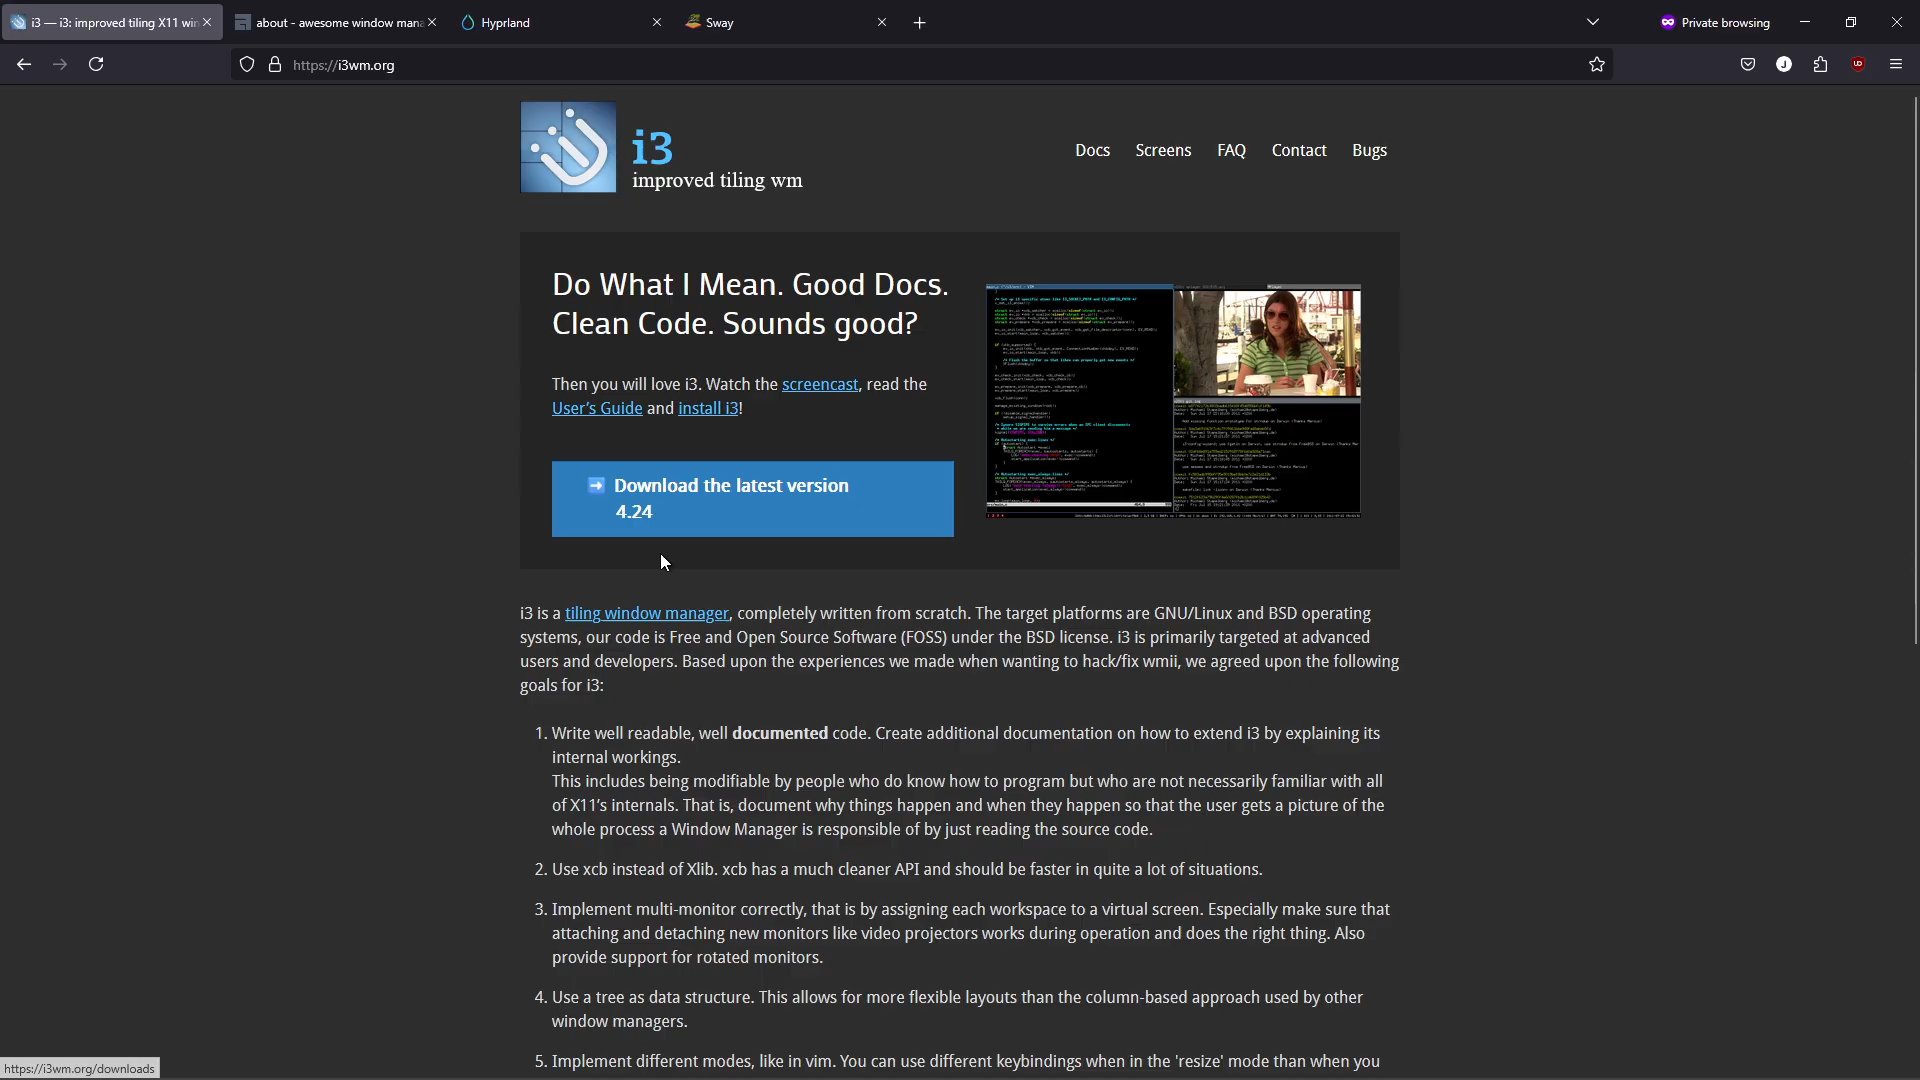 i3 — i3: improved tiling X11 win
about - awesome window mana
Hyprland
Sway
Private browsing
https://i3wm.org
J
i3
improved tiling wm
Docs
Screens
FAQ
Contact
Bugs
Do What I Mean. Good Docs.
Clean Code. Sounds good?
Then you will love i3. Watch the screencast, read the
User’s Guide and install i3!
Download the latest version
4.24
i3 is a tiling window manager, completely written from scratch. The target platforms are GNU/Linux and BSD operating
systems, our code is Free and Open Source Software (FOSS) under the BSD license. i3 is primarily targeted at advanced
users and developers. Based upon the experiences we made when wanting to hack/fix wmii, we agreed upon the following
goals for i3:
1. Write well readable, well documented code. Create additional documentation on how to extend i3 by explaining its
internal workings.
This includes being modifiable by people who do know how to program but who are not necessarily familiar with all
of X11’s internals. That is, document why things happen and when they happen so that the user gets a picture of the
whole process a Window Manager is responsible of by just reading the source code.
2. Use xcb instead of Xlib. xcb has a much cleaner API and should be faster in quite a lot of situations.
3. Implement multi-monitor correctly, that is by assigning each workspace to a virtual screen. Especially make sure that
attaching and detaching new monitors like video projectors works during operation and does the right thing. Also
provide support for rotated monitors.
4. Use a tree as data structure. This allows for more flexible layouts than the column-based approach used by other
window managers.
5. Implement different modes, like in vim. You can use different keybindings when in the 'resize' mode than when you
https://i3wm.org/downloads